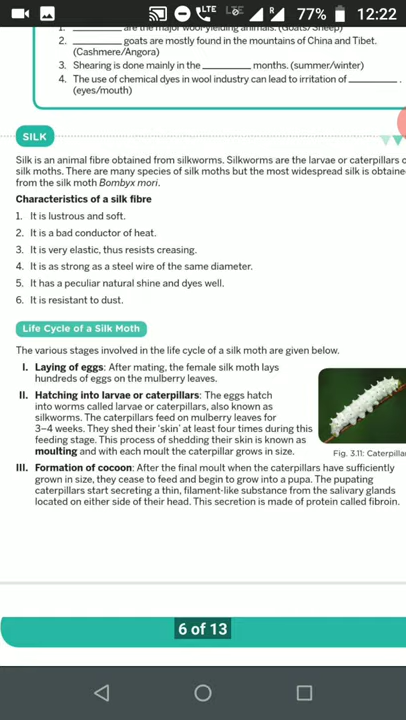 LTE LTE R 77% 12:22
1. ____________ are the major wool-yielding animals. (Goats/ Sheep)
2. ____________ goats are mostly found in the mountains of China and Tibet.
(Cashmere/Angora)
3. Shearing is done mainly in the ____________ months. (summer/winter)
4. The use of chemical dyes in wool industry can lead to irritation of ____________ .
(eyes/mouth)
SILK
Silk is an animal fibre obtained from silkworms. Silkworms are the larvae or caterpillars o
silk moths. There are many species of silk moths but the most widespread silk is obtaine
from the silk moth Bombyx mori.
Characteristics of a silk fibre
1. It is lustrous and soft.
2. It is a bad conductor of heat.
3. It is very elastic, thus resists creasing.
4. It is as strong as a steel wire of the same diameter.
5. It has a peculiar natural shine and dyes well.
6. It is resistant to dust.
Life Cycle of a Silk Moth
The various stages involved in the life cycle of a silk moth are given below.
I. Laying of eggs: After mating, the female silk moth lays
hundreds of eggs on the mulberry leaves.
II. Hatching into larvae or caterpillars: The eggs hatch
into worms called larvae or caterpillars, also known as
silkworms. The caterpillars feed on mulberry leaves for
3–4 weeks. They shed their ‘skin’ at least four times during this
feeding stage. This process of shedding their skin is known as
moulting and with each moult the caterpillar grows in size.
Fig. 3.11: Caterpilla
III. Formation of cocoon: After the final moult when the caterpillars have sufficiently
grown in size, they cease to feed and begin to grow into a pupa. The pupating
caterpillars start secreting a thin, filament-like substance from the salivary glands
located on either side of their head. This secretion is made of protein called fibroin.
6 of 13